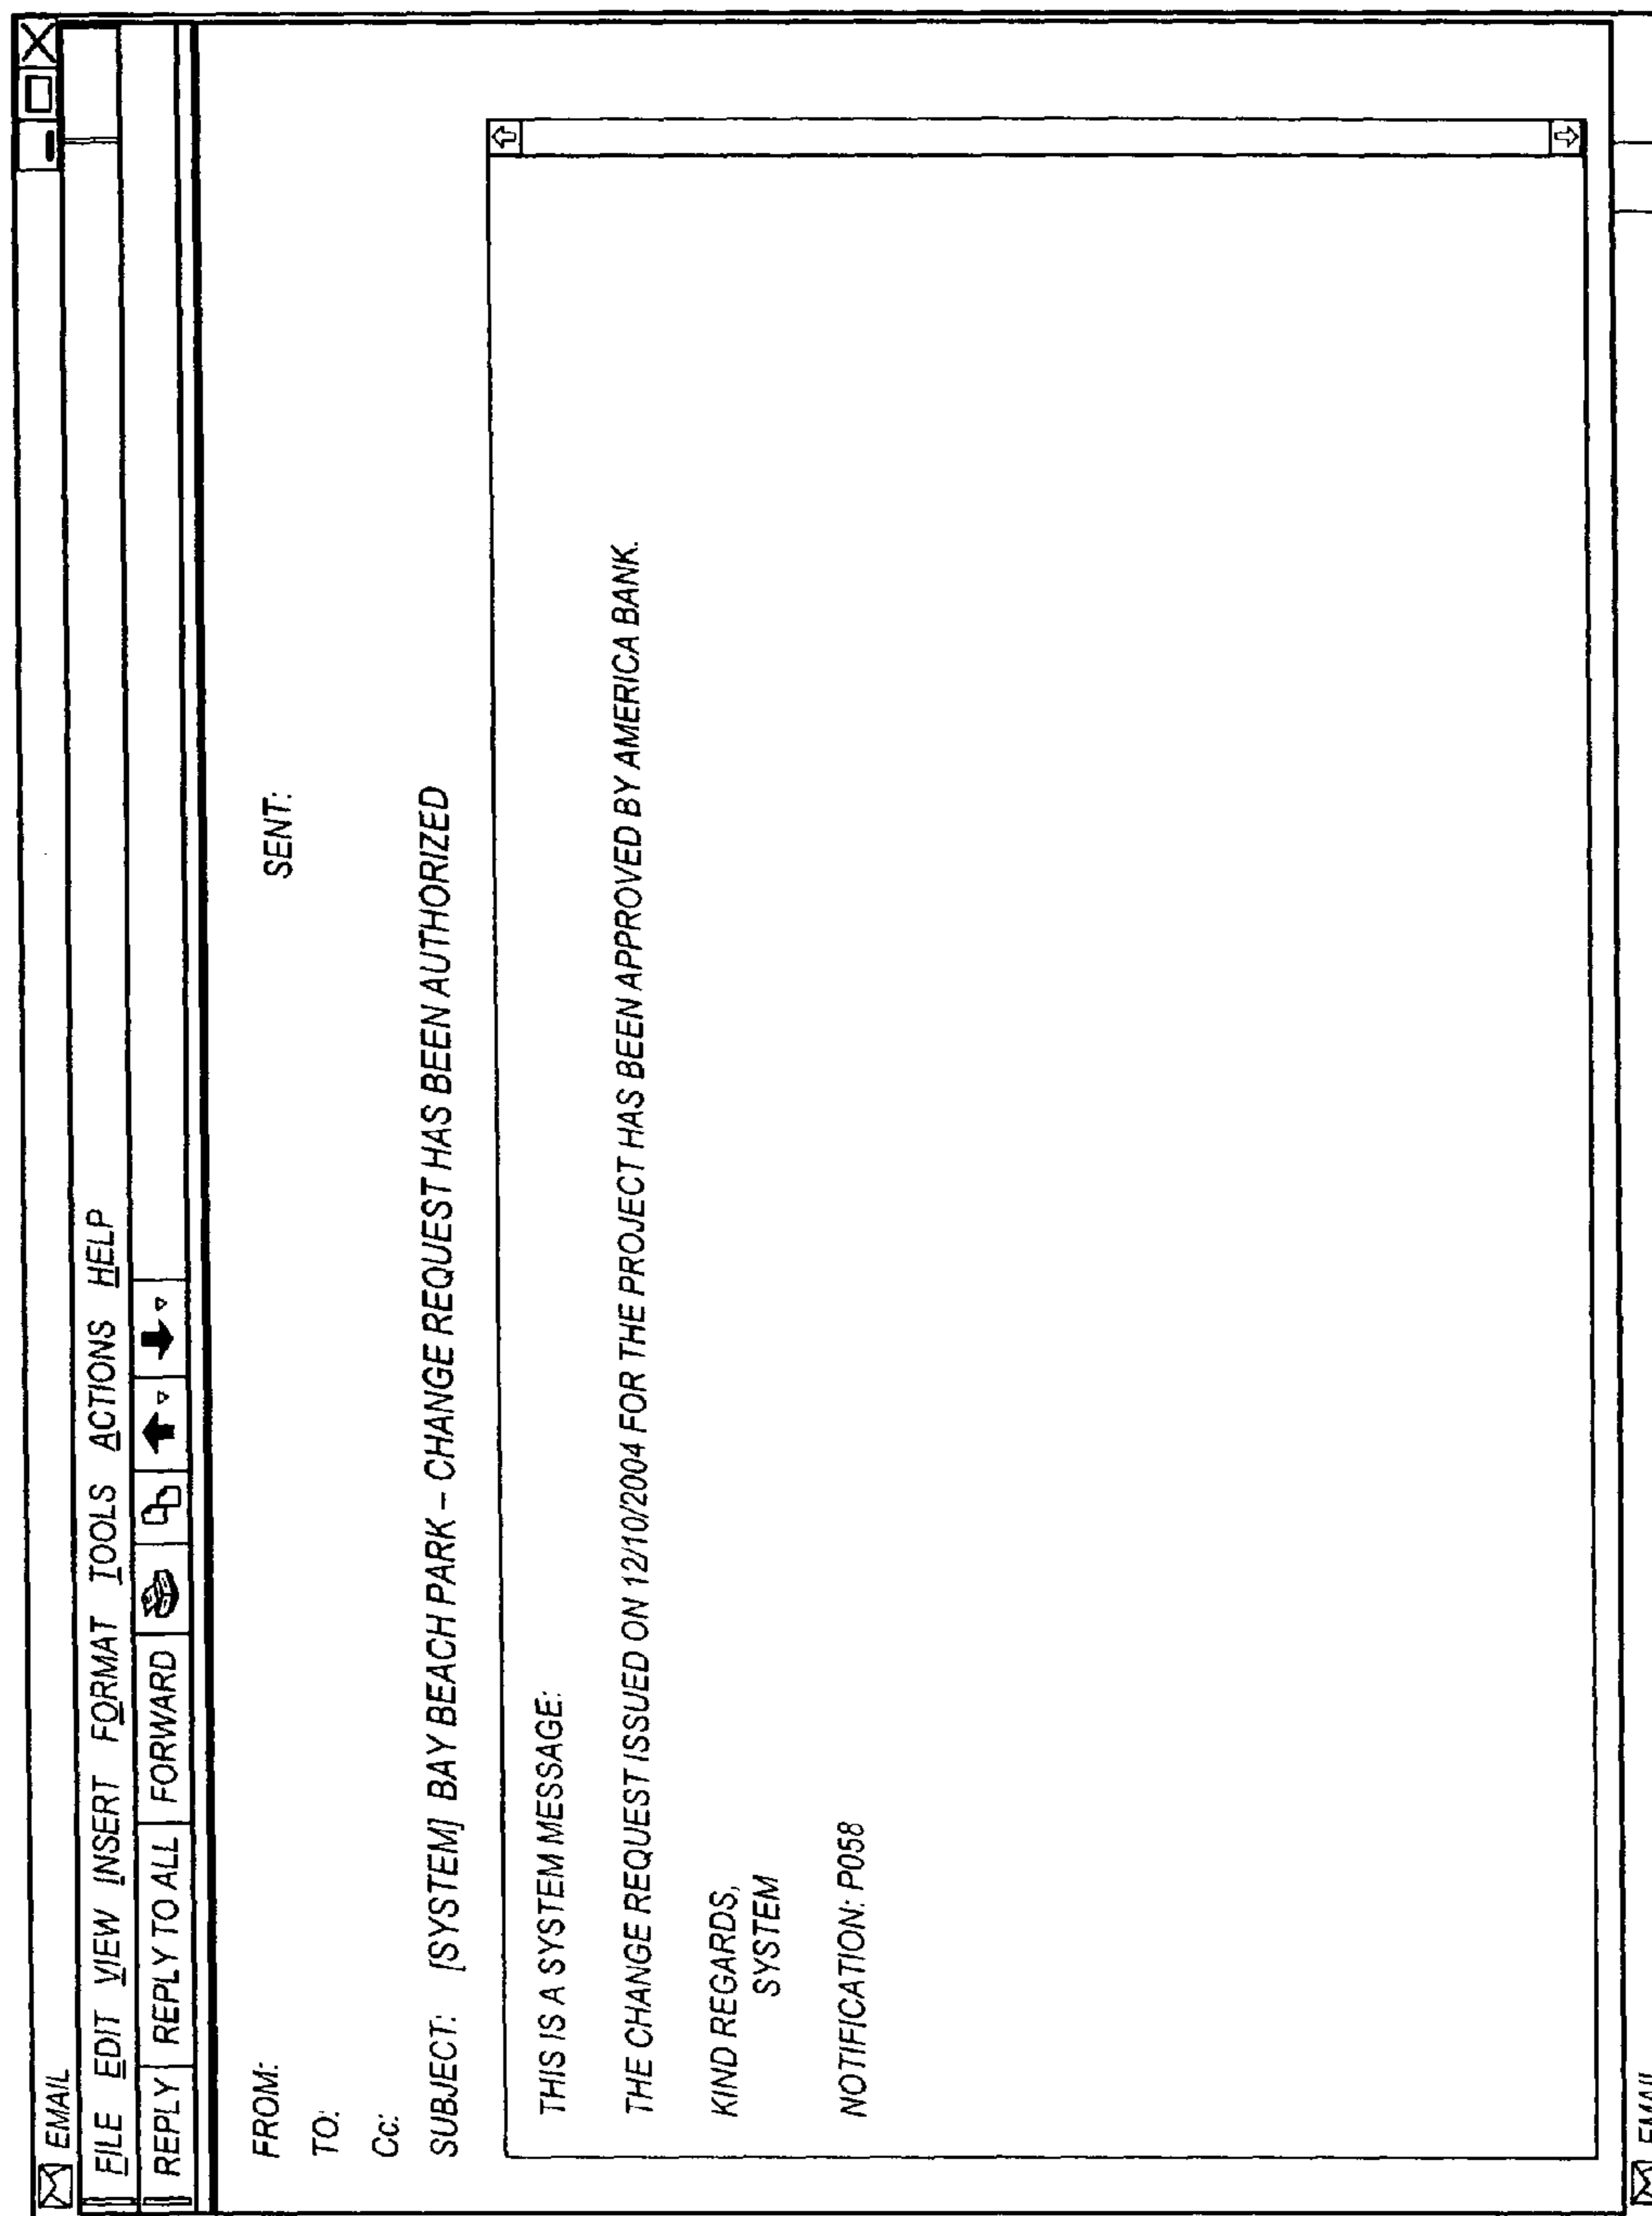 EMAIL
FILE EDIT VIEW INSERT FORMAT TOOLS ACTIONS HELP
REPLY REPLY TO ALL FORWARD
FROM: SENT:
TO:
Cc:
SUBJECT: [SYSTEM] BAY BEACH PARK – CHANGE REQUEST HAS BEEN AUTHORIZED
THIS IS A SYSTEM MESSAGE:
THE CHANGE REQUEST ISSUED ON 12/10/2004 FOR THE PROJECT HAS BEEN APPROVED BY AMERICA BANK.
KIND REGARDS,
SYSTEM
NOTIFICATION: P058
EMAIL